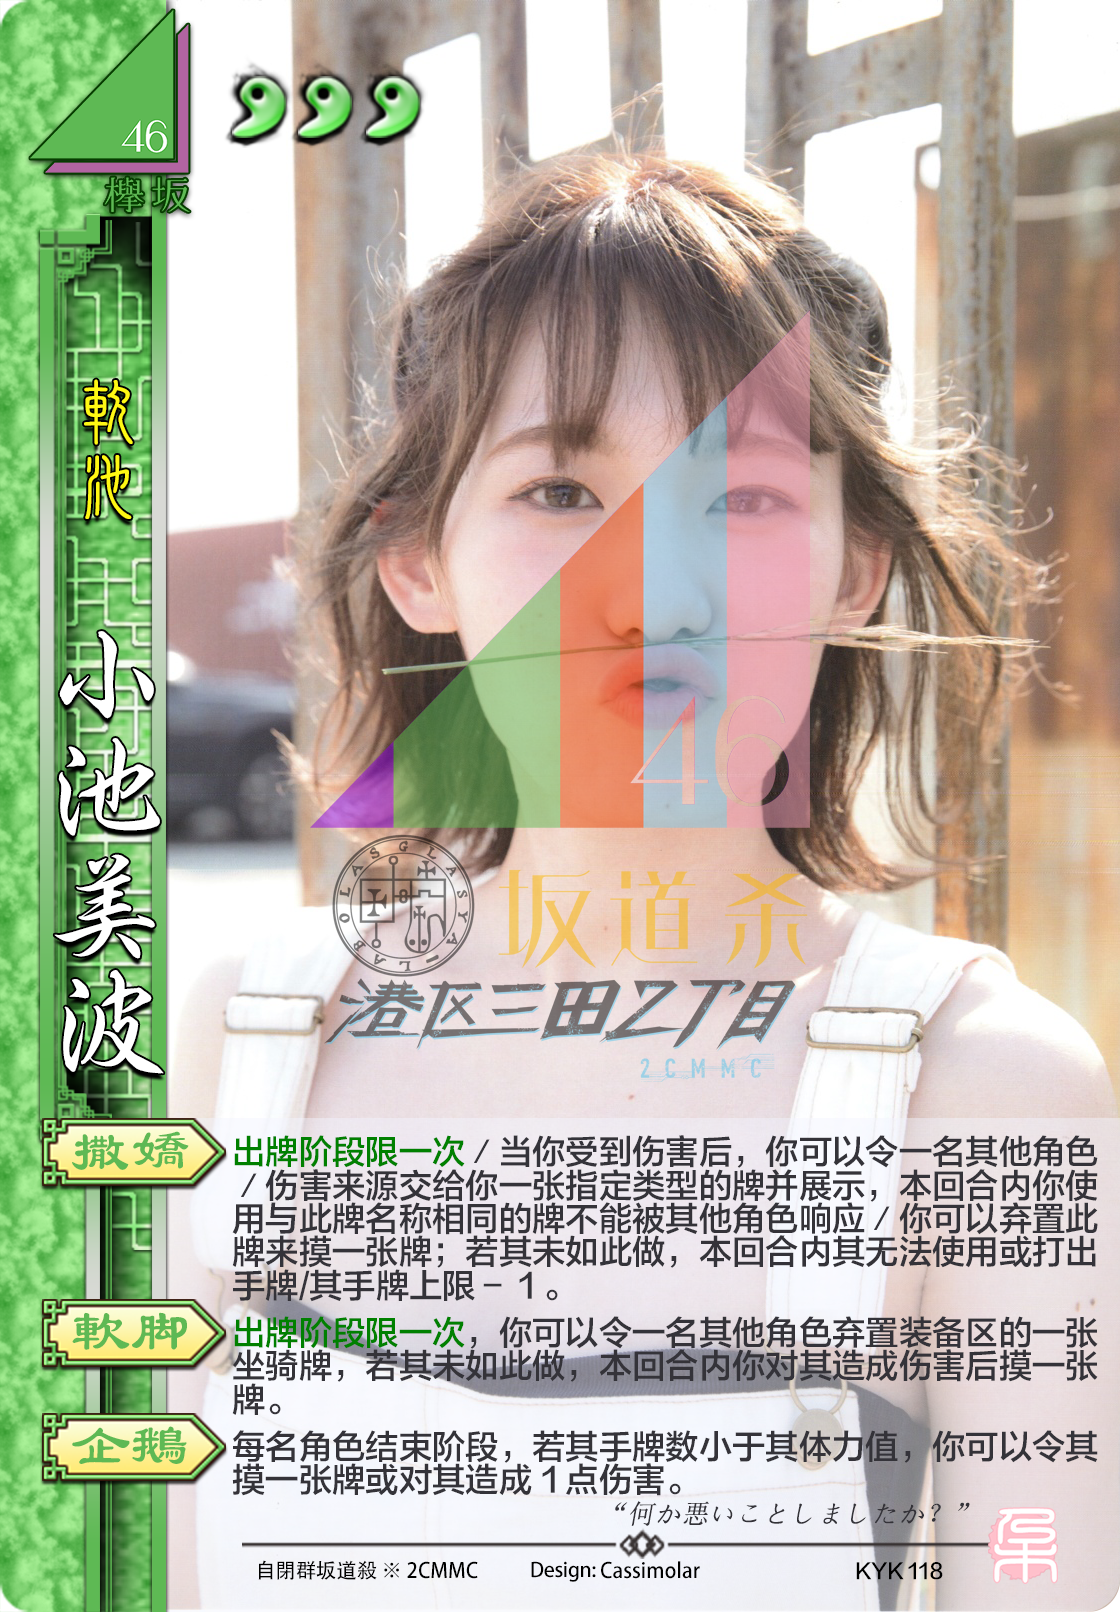 46
欅坂
軟池
小池美波
46
GLASYA-LABOLAS
坂道杀
港区三田2丁目
2CMMC
撒嬌
出牌阶段限一次／当你受到伤害后，你可以令一名其他角色
／伤害来源交给你一张指定类型的牌并展示，本回合内你使
用与此牌名称相同的牌不能被其他角色响应／你可以弃置此
牌来摸一张牌；若其未如此做，本回合内其无法使用或打出
手牌/其手牌上限－１。
軟脚
出牌阶段限一次，你可以令一名其他角色弃置装备区的一张
坐骑牌，若其未如此做，本回合内你对其造成伤害后摸一张
牌。
企鵝
每名角色结束阶段，若其手牌数小于其体力值，你可以令其
摸一张牌或对其造成１点伤害。
“何か悪いことしましたか？”
自閉群坂道殺 ※ 2CMMC Design: Cassimolar KYK 118